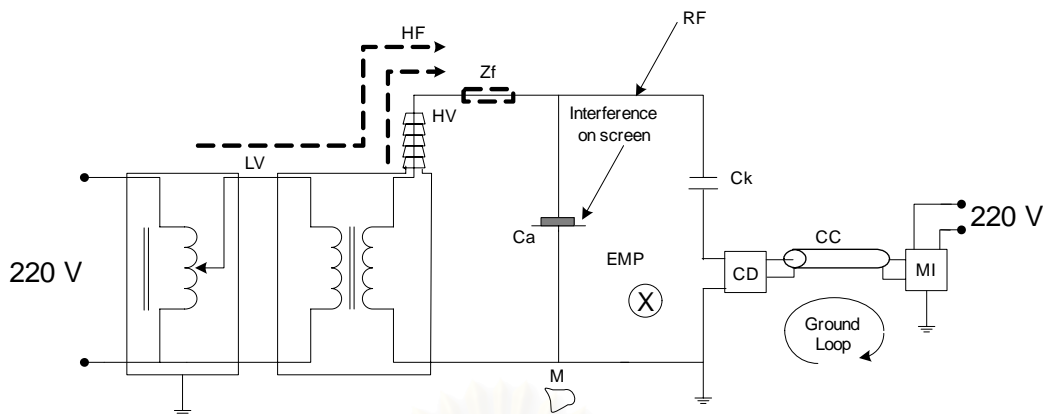 HF
RF
Zf
HV
Interference
on screen
LV
Ck
Ca
220 V
220 V
EMP
CC
CD
MI
X
Ground
Loop
M